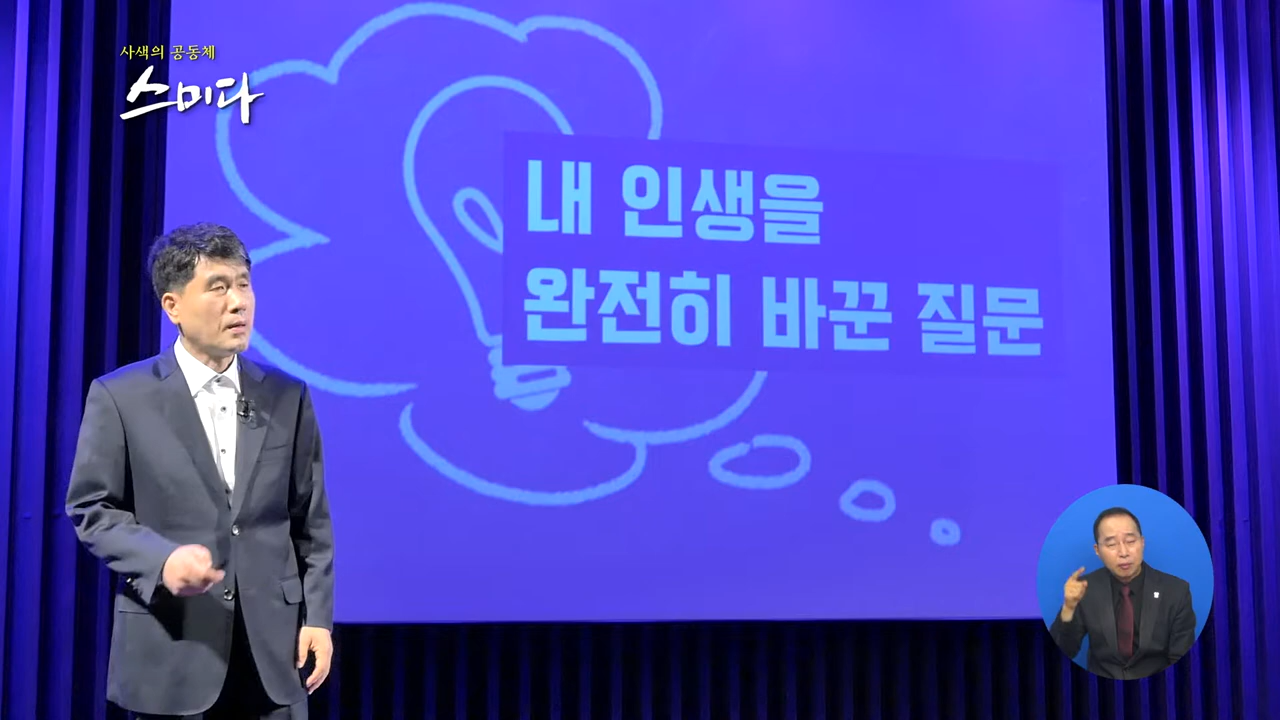 사색의 공동체
스미다
내 인생을
완전히 바꾼 질문